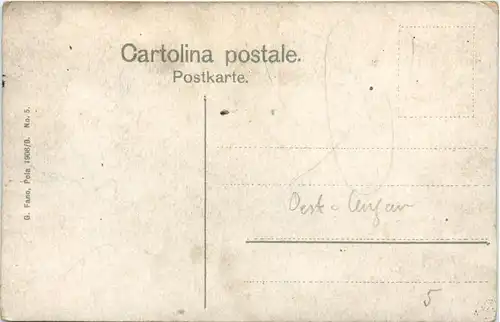 Cartolina postale.
Postkarte.
G. Fano, Pola 1908/9. No. 5.
Oest - Ungarn
5